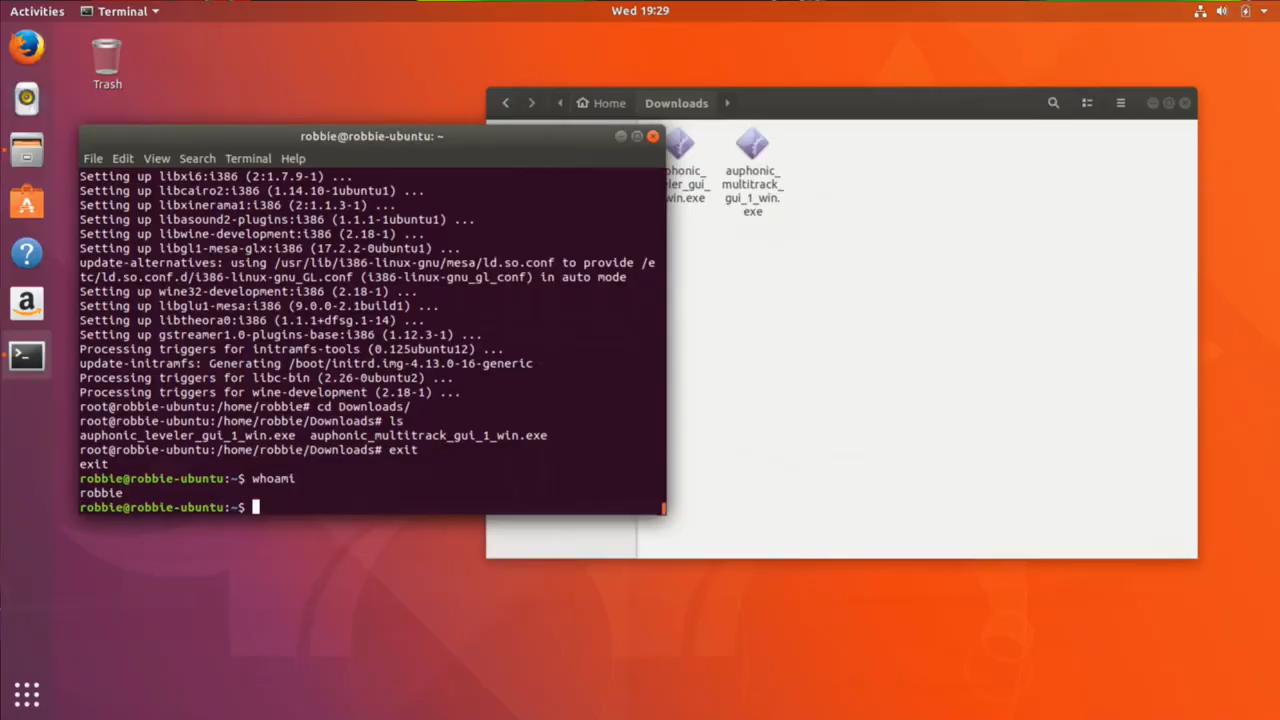 Activities
Terminal
Wed 19:29
Trash
Home
Downloads
robbie@robbie-ubuntu: ~
File Edit View Search Terminal Help
Setting up libxi6:i386 (2:1.7.9-1) ...
Setting up libcairo2:i386 (1.14.10-1ubuntu1) ...
Setting up libxinerama1:i386 (2:1.1.3-1) ...
Setting up libasound2-plugins:i386 (1.1.1-1ubuntu1) ...
Setting up libwine-development:i386 (2.18-1) ...
Setting up libgl1-mesa-glx:i386 (17.2.2-0ubuntu1) ...
update-alternatives: using /usr/lib/i386-linux-gnu/mesa/ld.so.conf to provide /e
tc/ld.so.conf.d/i386-linux-gnu_GL.conf (i386-linux-gnu_gl_conf) in auto mode
Setting up wine32-development:i386 (2.18-1) ...
Setting up libglu1-mesa:i386 (9.0.0-2.1build1) ...
Setting up libtheora0:i386 (1.1.1+dfsg.1-14) ...
Setting up gstreamer1.0-plugins-base:i386 (1.12.3-1) ...
Processing triggers for initramfs-tools (0.125ubuntu12) ...
update-initramfs: Generating /boot/initrd.img-4.13.0-16-generic
Processing triggers for libc-bin (2.26-0ubuntu2) ...
Processing triggers for wine-development (2.18-1) ...
root@robbie-ubuntu:/home/robbie# cd Downloads/
root@robbie-ubuntu:/home/robbie/Downloads# ls
auphonic_leveler_gui_1_win.exe auphonic_multitrack_gui_1_win.exe
root@robbie-ubuntu:/home/robbie/Downloads# exit
exit
robbie@robbie-ubuntu:~$ whoami
robbie
robbie@robbie-ubuntu:~$
phonic_
eler_gui_
win.exe
auphonic_
multitrack_
gui_1_win.
exe